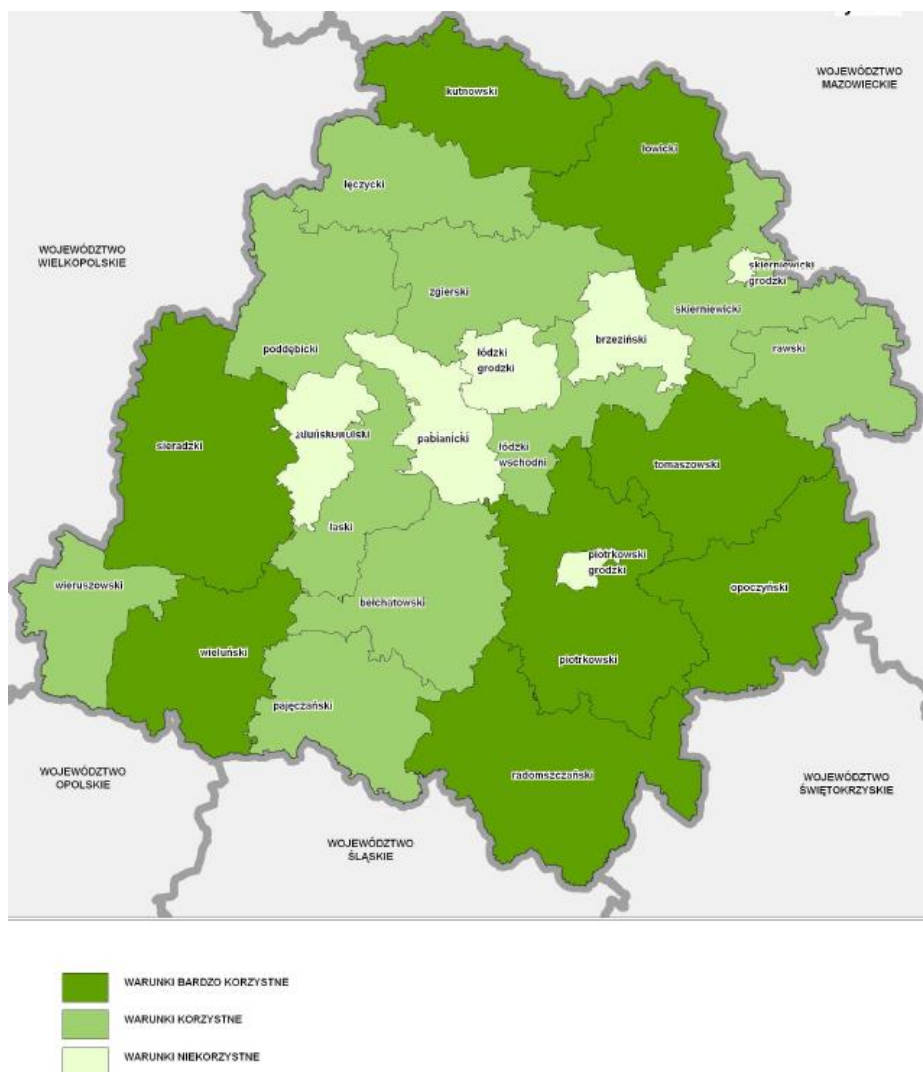 WOJEWÓDZTWO
MAZOWIECKIE
kutnowski
łowicki
łęczycki
WOJEWÓDZTWO
WIELKOPOLSKIE
skierniewicki
grodzki
zgierski
skierniewicki
poddębicki
łódzki
grodzki
brzeziński
rawski
zduńskowolski
pabianicki
sieradzki
łódzki
wschodni
tomaszowski
łaski
piotrkowski
grodzki
wieruszowski
opoczyński
bełchatowski
wieluński
piotrkowski
pajęczański
WOJEWÓDZTWO
OPOLSKIE
radomszczański
WOJEWÓDZTWO
ŚWIĘTOKRZYSKIE
WOJEWÓDZTWO
ŚLĄSKIE
WARUNKI BARDZO KORZYSTNE
WARUNKI KORZYSTNE
WARUNKI NIEKORZYSTNE